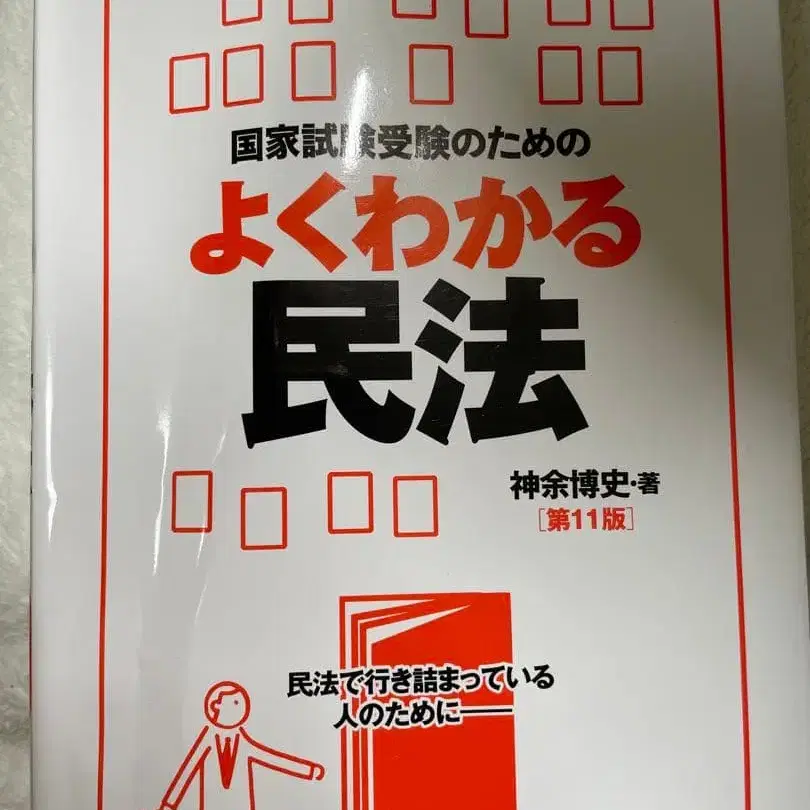 国家試験受験のための
よくわかる
民法
神余博史・著
[第11版]
民法で行き詰まっている
人のために──